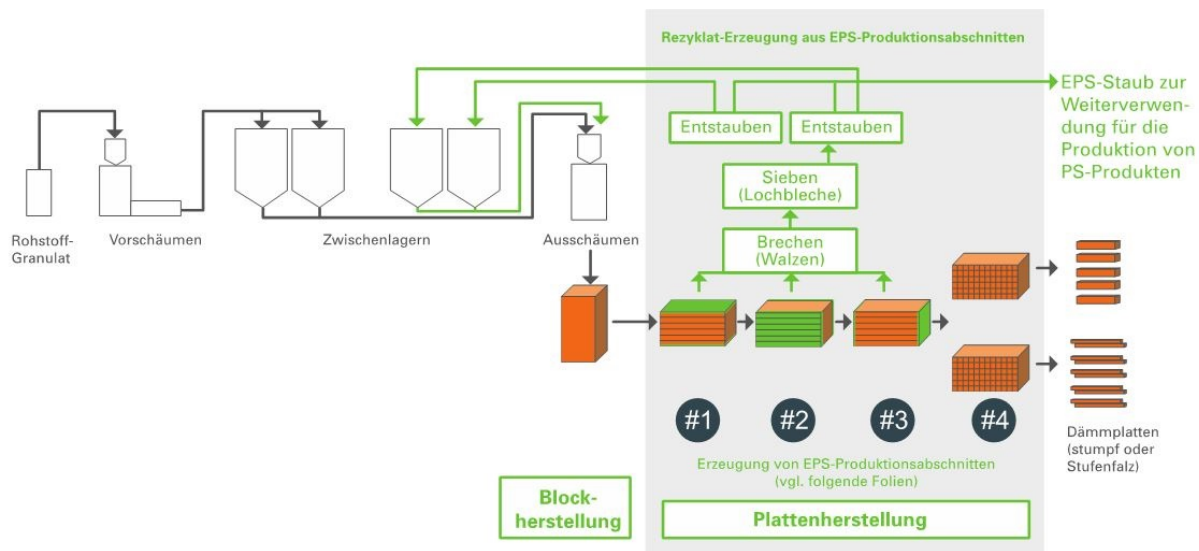 Rezyklat-Erzeugung aus EPS-Produktionsabschnitten
EPS-Staub zur
Weiterverwen-
dung für die
Produktion von
PS-Produkten
Entstauben
Entstauben
Sieben
(Lochbleche)
Brechen
(Walzen)
Rohstoff-
Granulat
Vorschäumen
Zwischenlagern
Ausschäumen
#1
#2
#3
#4
Dämmplatten
(stumpf oder
Stufenfalz)
Erzeugung von EPS-Produktionsabschnitten
(vgl. folgende Folien)
Block-
herstellung
Plattenherstellung